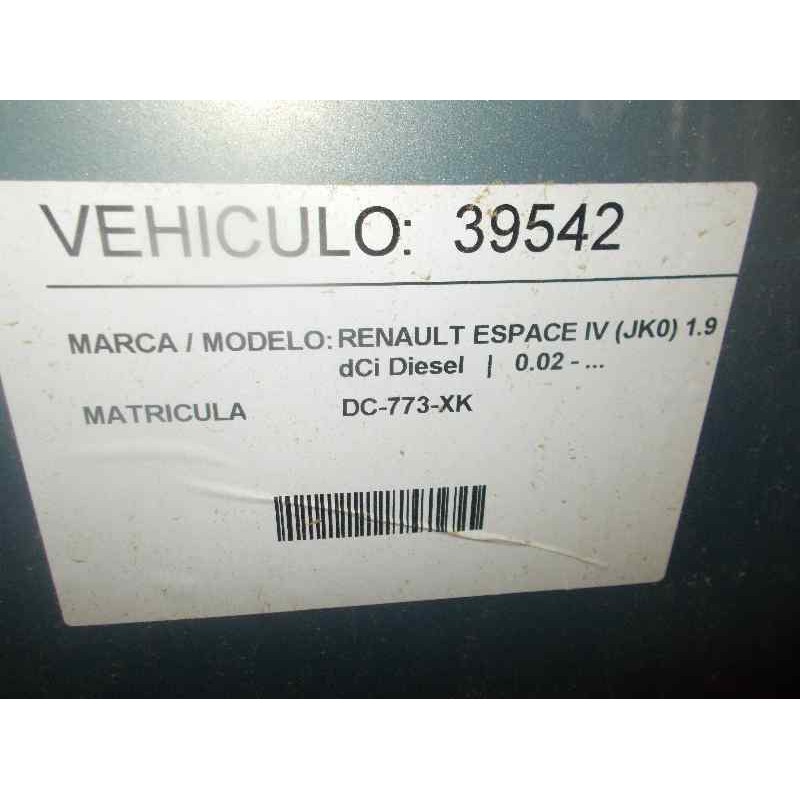 VEHICULO: 39542
MARCA / MODELO: RENAULT ESPACE IV (JK0) 1.9
dCi Diesel | 0.02 - ...
MATRICULA DC-773-XK